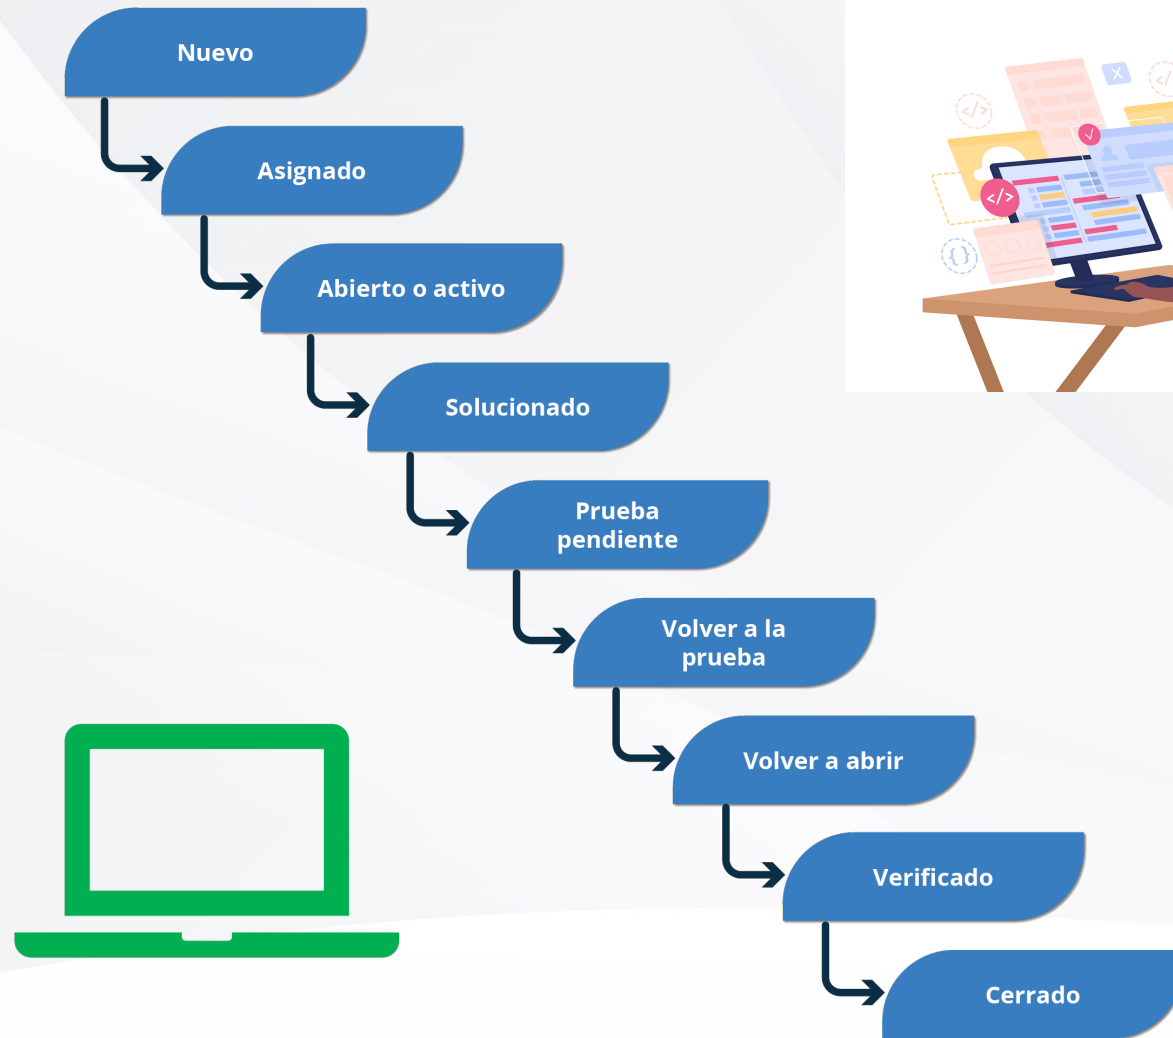 Nuevo
Asignado
Abierto o activo
Solucionado
Prueba
pendiente
Volver a la
prueba
Volver a abrir
Verificado
Cerrado
X
</>
</>
</>
{}